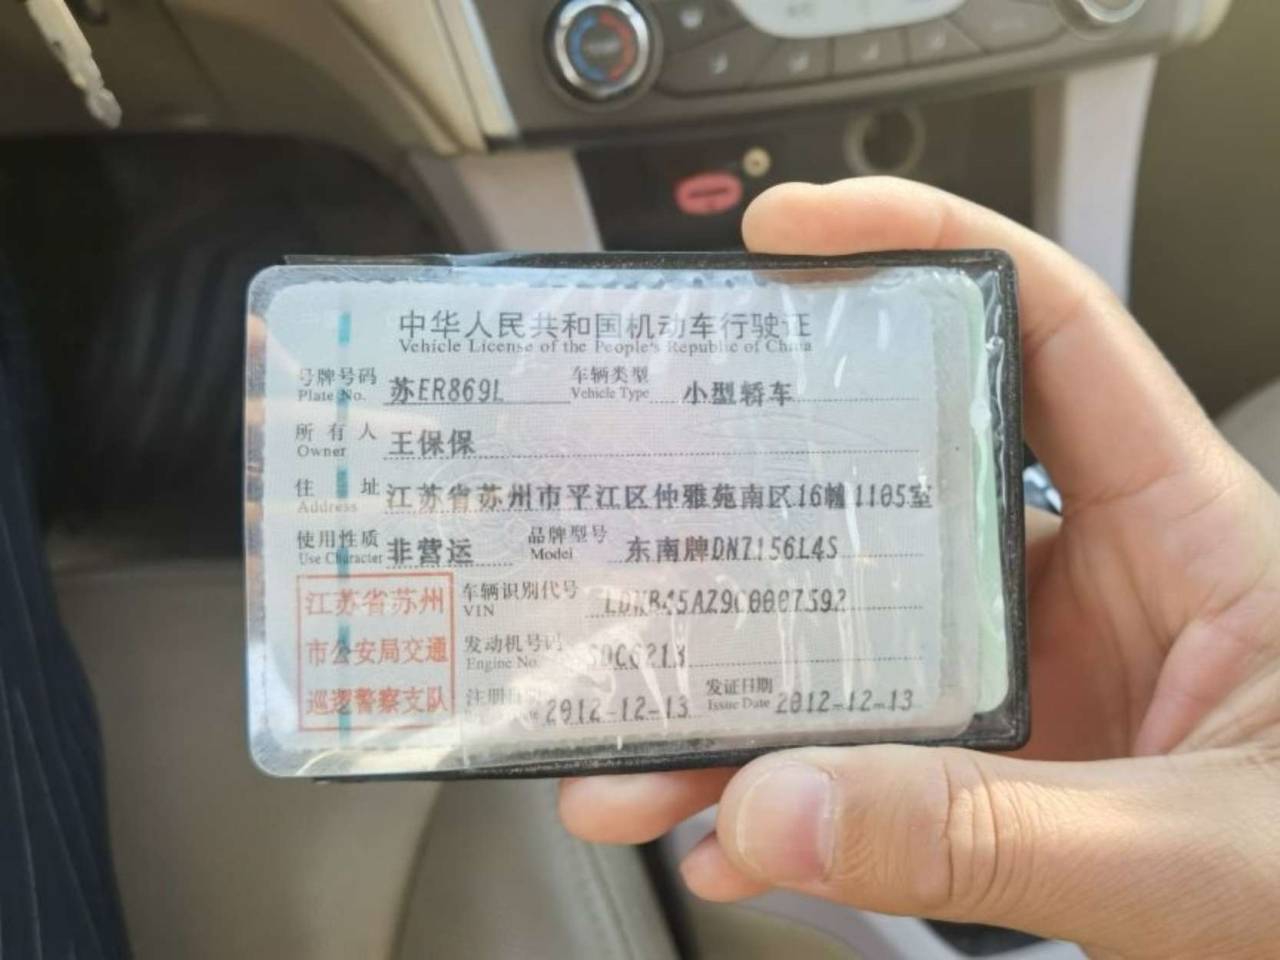 中华人民共和国机动车行驶证
Vehicle License of the People's Republic of China
号牌号码 苏ER869L 车辆类型 小型轿车
Plate No. Vehicle Type
所有人 王保保
Owner
住址 江苏省苏州市平江区仲雅苑南区16幢1105室
Address
使用性质 非营运 品牌型号 东南牌DN7156L4S
Use Character Model
江苏省苏州
市公安局交通
巡逻警察支队
车辆识别代号
VIN
发动机号码
Engine No.
注册 2012-12-13 发证日期 2012-12-13
Issue Date